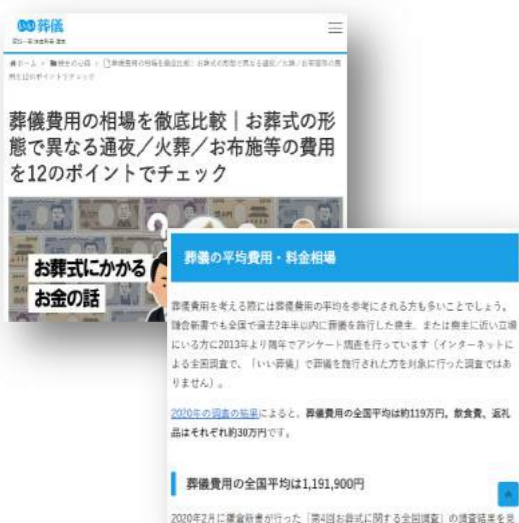 いい葬儀
葬儀費用の相場を徹底比較｜お葬式の形
態で異なる通夜／火葬／お布施等の費用
を12のポイントでチェック
お葬式にかかる
お金の話
葬儀の平均費用・料金相場
葬儀費用を考える際には葬儀費用の平均を参考にされる方も多いことでしょう。
鎌倉新書でも全国で過去2年半以内に葬儀を施行した喪主、または喪主に近い立場
にいる方に2013年より隔年でアンケート調査を行っています（インターネットに
よる全国調査で、「いい葬儀」で葬儀を施行された方を対象に行った調査ではあ
りません）。
2020年の調査の結果によると、葬儀費用の全国平均は約119万円。飲食費、返礼
品はそれぞれ約30万円です。
葬儀費用の全国平均は1,191,900円
2020年2月に鎌倉新書が行った「第4回お葬式に関する全国調査」の調査結果を見